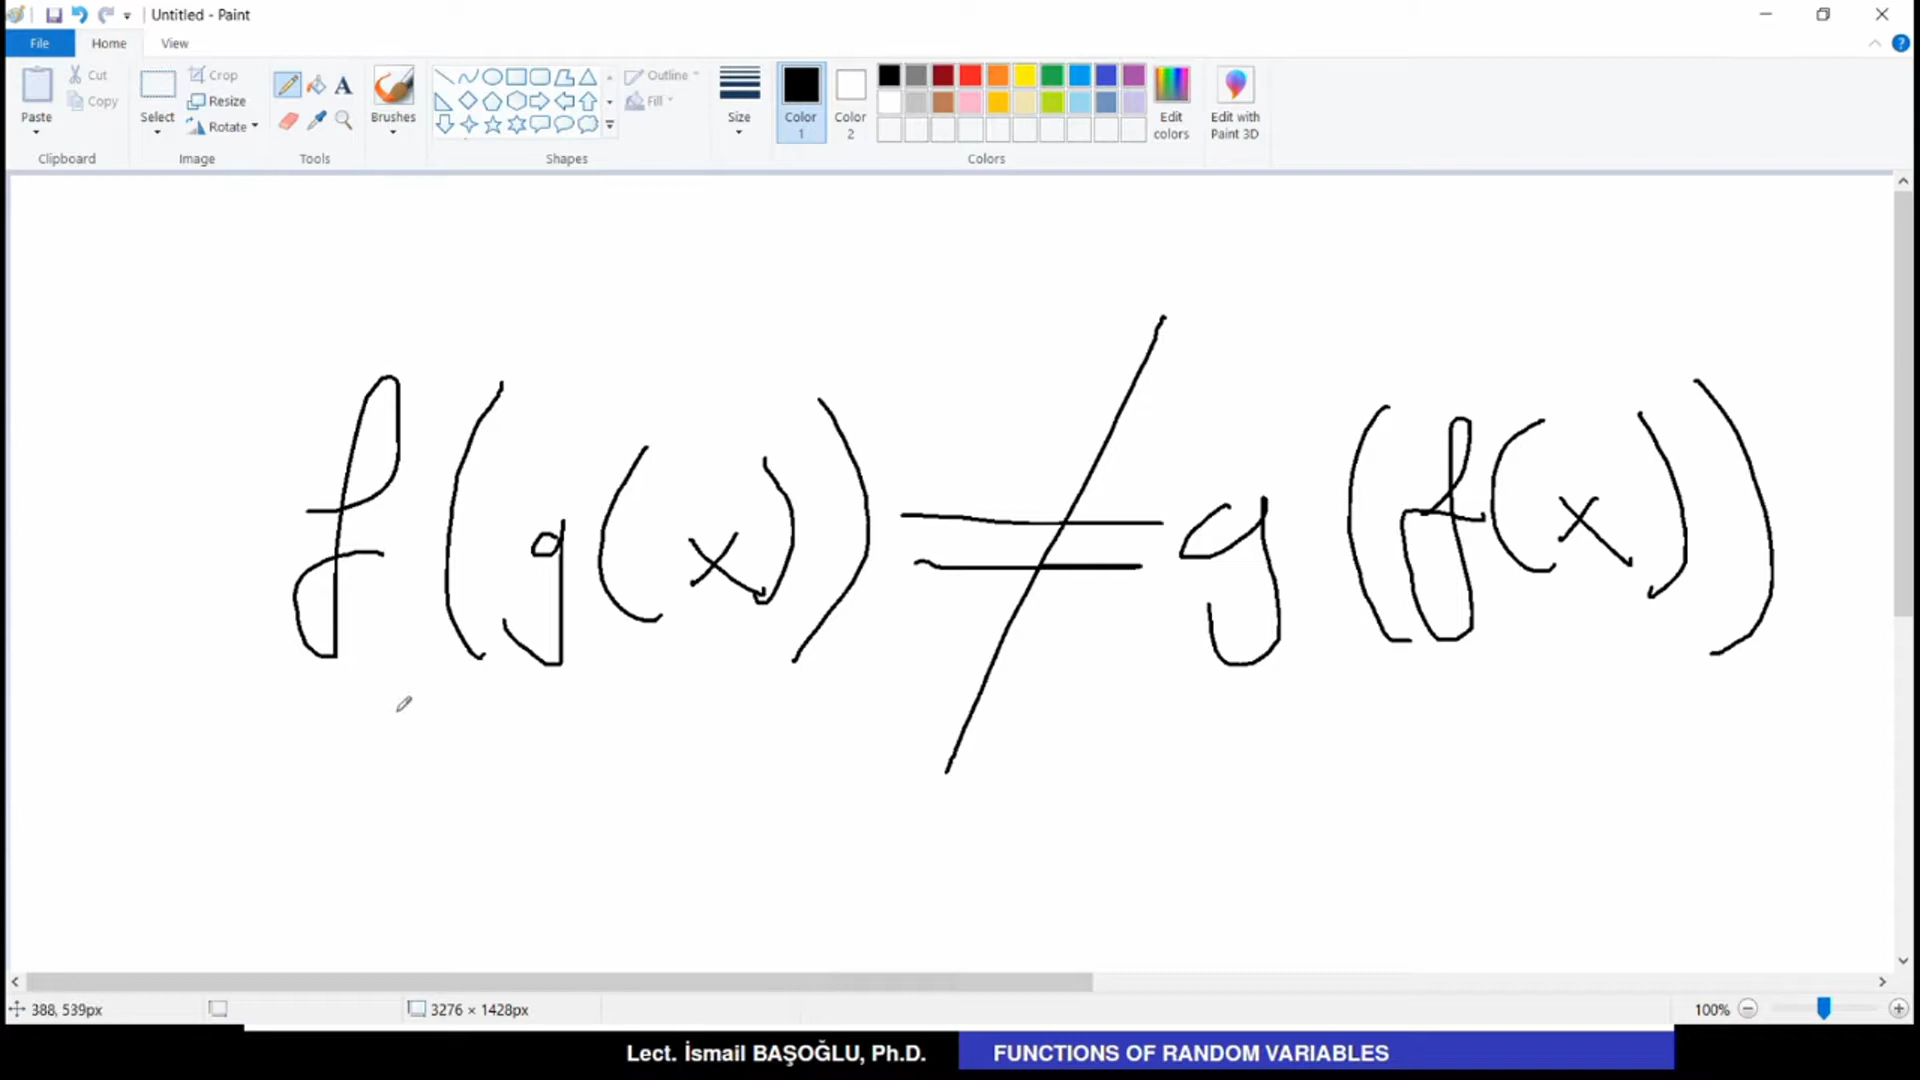 Untitled - Paint
File Home View
Paste
Cut
Copy
Clipboard
Select
Crop
Resize
Rotate
Image
A
Tools
Brushes
Outline
Fill
Shapes
Size
Color 1
Color 2
Edit colors
Colors
Edit with Paint 3D
f(g(x)) ≠ g(f(x))
388, 539px
3276 × 1428px
100%
Lect. İsmail BAŞOĞLU, Ph.D. FUNCTIONS OF RANDOM VARIABLES